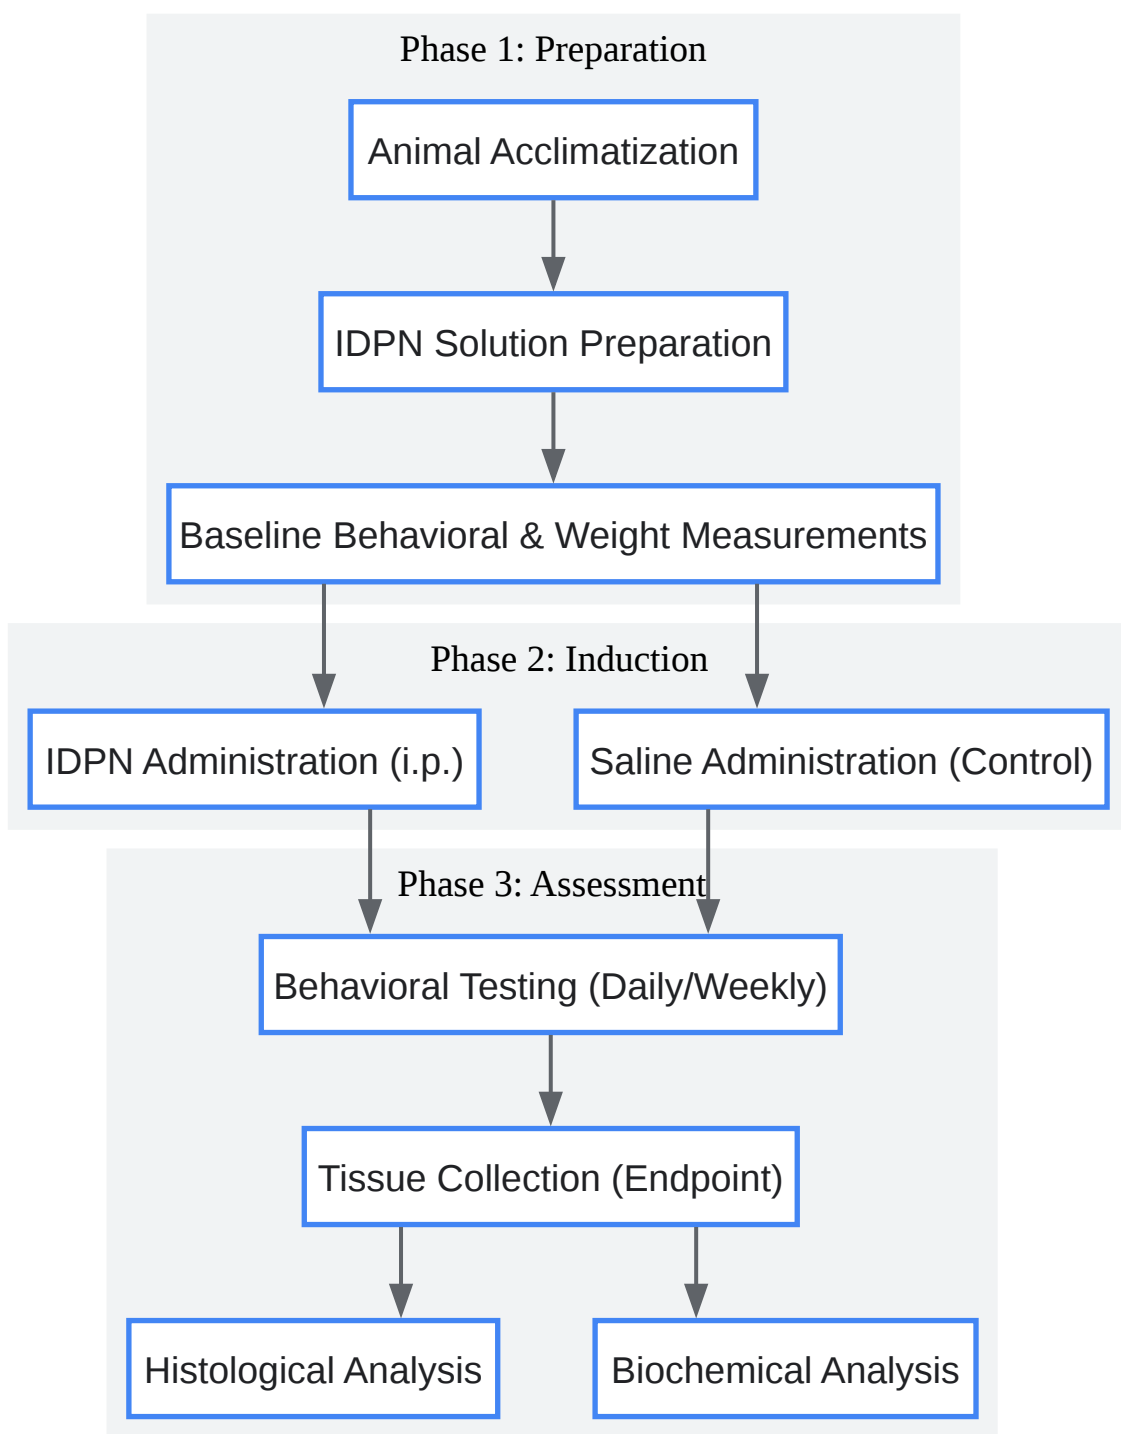 Phase 1: Preparation
Animal Acclimatization
IDPN Solution Preparation
Baseline Behavioral & Weight Measurements
Phase 2: Induction
IDPN Administration (i.p.)
Saline Administration (Control)
Phase 3: Assessment
Behavioral Testing (Daily/Weekly)
Tissue Collection (Endpoint)
Histological Analysis
Biochemical Analysis